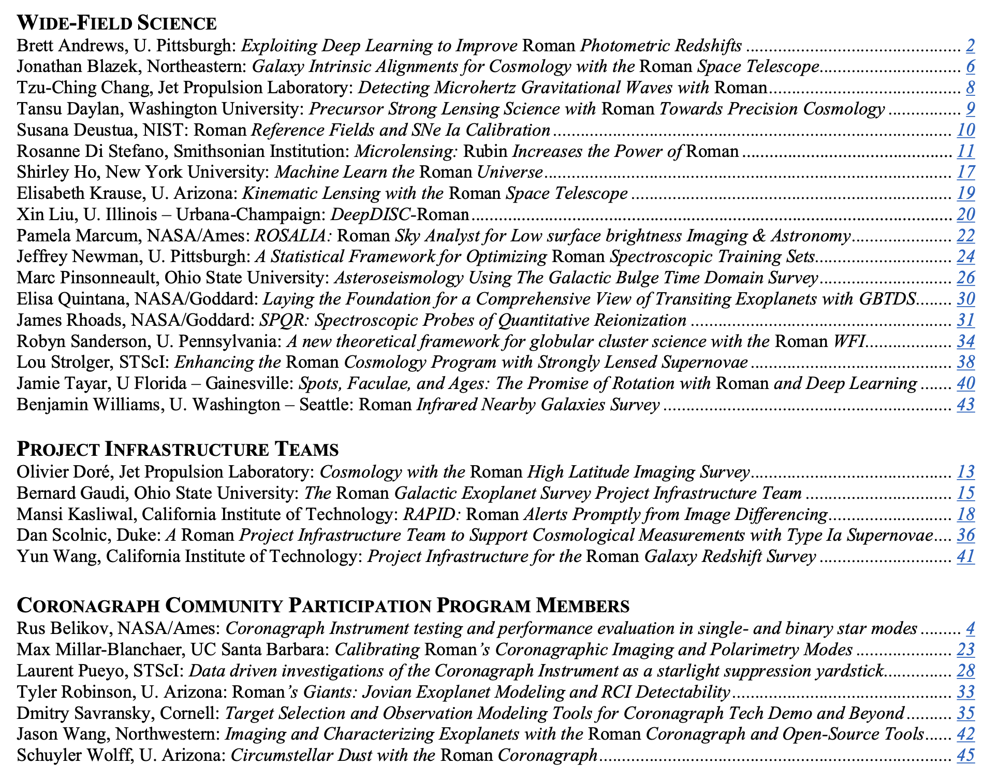 WIDE-FIELD SCIENCE
Brett Andrews, U. Pittsburgh: Exploiting Deep Learning to Improve Roman Photometric Redshifts ................................................ 2
Jonathan Blazek, Northeastern: Galaxy Intrinsic Alignments for Cosmology with the Roman Space Telescope................................ 6
Tzu-Ching Chang, Jet Propulsion Laboratory: Detecting Microhertz Gravitational Waves with Roman........................................... 8
Tansu Daylan, Washington University: Precursor Strong Lensing Science with Roman Towards Precision Cosmology ................ 9
Susana Deustua, NIST: Roman Reference Fields and SNe Ia Calibration ......................................................................................... 10
Rosanne Di Stefano, Smithsonian Institution: Microlensing: Rubin Increases the Power of Roman ............................................... 11
Shirley Ho, New York University: Machine Learn the Roman Universe........................................................................................... 17
Elisabeth Krause, U. Arizona: Kinematic Lensing with the Roman Space Telescope ....................................................................... 19
Xin Liu, U. Illinois – Urbana-Champaign: DeepDISC-Roman............................................................................................................ 20
Pamela Marcum, NASA/Ames: ROSALIA: Roman Sky Analyst for Low surface brightness Imaging & Astronomy...................... 22
Jeffrey Newman, U. Pittsburgh: A Statistical Framework for Optimizing Roman Spectroscopic Training Sets.............................. 24
Marc Pinsonneault, Ohio State University: Asteroseismology Using The Galactic Bulge Time Domain Survey............................. 26
Elisa Quintana, NASA/Goddard: Laying the Foundation for a Comprehensive View of Transiting Exoplanets with GBTDS........ 30
James Rhoads, NASA/Goddard: SPQR: Spectroscopic Probes of Quantitative Reionization .......................................................... 31
Robyn Sanderson, U. Pennsylvania: A new theoretical framework for globular cluster science with the Roman WFI................... 34
Lou Strolger, STScI: Enhancing the Roman Cosmology Program with Strongly Lensed Supernovae ............................................. 38
Jamie Tayar, U Florida – Gainesville: Spots, Faculae, and Ages: The Promise of Rotation with Roman and Deep Learning ....... 40
Benjamin Williams, U. Washington – Seattle: Roman Infrared Nearby Galaxies Survey ................................................................ 43
PROJECT INFRASTRUCTURE TEAMS
Olivier Doré, Jet Propulsion Laboratory: Cosmology with the Roman High Latitude Imaging Survey............................................. 13
Bernard Gaudi, Ohio State University: The Roman Galactic Exoplanet Survey Project Infrastructure Team ................................ 15
Mansi Kasliwal, California Institute of Technology: RAPID: Roman Alerts Promptly from Image Differencing........................... 18
Dan Scolnic, Duke: A Roman Project Infrastructure Team to Support Cosmological Measurements with Type Ia Supernovae.... 36
Yun Wang, California Institute of Technology: Project Infrastructure for the Roman Galaxy Redshift Survey ............................. 41
CORONAGRAPH COMMUNITY PARTICIPATION PROGRAM MEMBERS
Rus Belikov, NASA/Ames: Coronagraph Instrument testing and performance evaluation in single- and binary star modes ......... 4
Max Millar-Blanchaer, UC Santa Barbara: Calibrating Roman’s Coronagraphic Imaging and Polarimetry Modes ..................... 23
Laurent Pueyo, STScI: Data driven investigations of the Coronagraph Instrument as a starlight suppression yardstick............... 28
Tyler Robinson, U. Arizona: Roman’s Giants: Jovian Exoplanet Modeling and RCI Detectability................................................. 33
Dmitry Savransky, Cornell: Target Selection and Observation Modeling Tools for Coronagraph Tech Demo and Beyond .......... 35
Jason Wang, Northwestern: Imaging and Characterizing Exoplanets with the Roman Coronagraph and Open-Source Tools...... 42
Schuyler Wolff, U. Arizona: Circumstellar Dust with the Roman Coronagraph............................................................................... 45